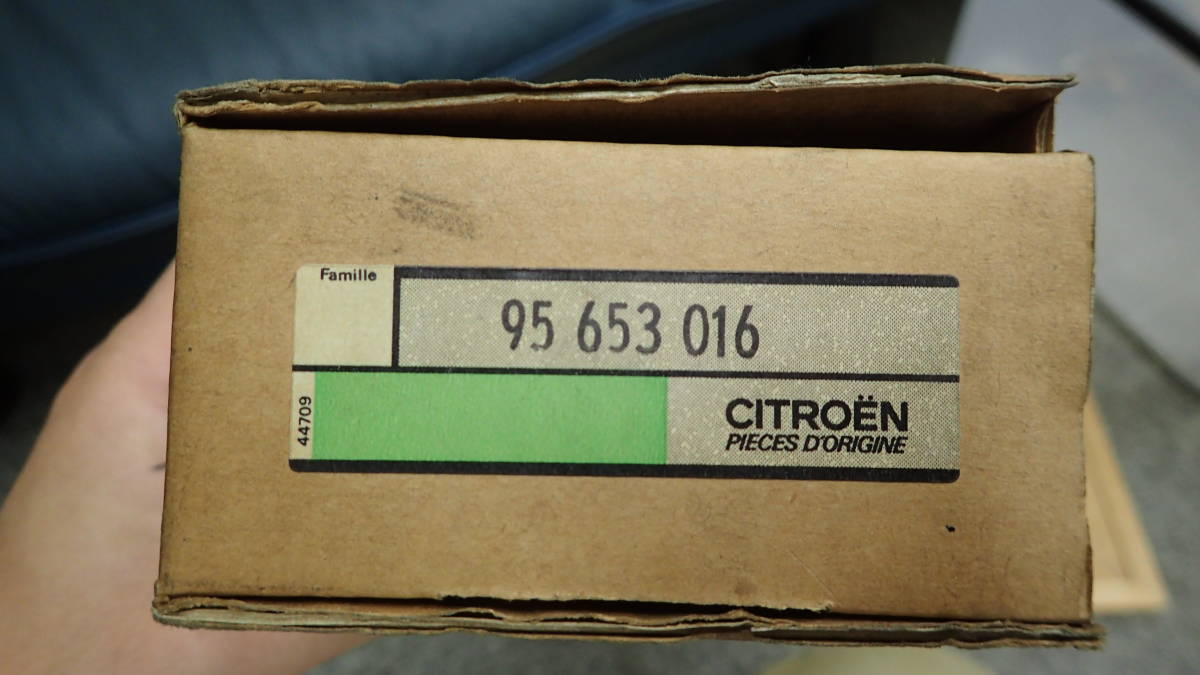 Famille
95 653 016
44709
CITROËN
PIECES D'ORIGINE